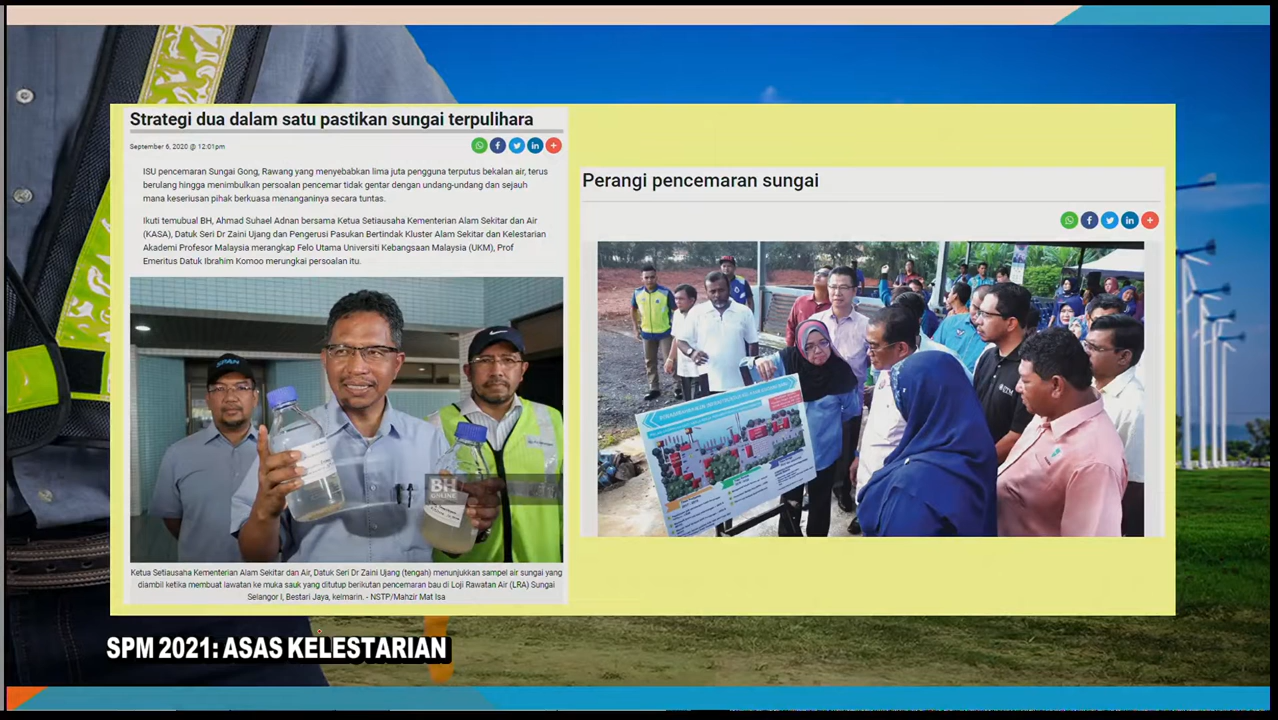 Strategi dua dalam satu pastikan sungai terpulihara
September 6, 2020 @ 12:01pm
ISU pencemaran Sungai Gong, Rawang yang menyebabkan lima juta pengguna terputus bekalan air, terus
berulang hingga menimbulkan persoalan pencemar tidak gentar dengan undang-undang dan sejauh
mana keseriusan pihak berkuasa menanganinya secara tuntas.
Ikuti temubual BH, Ahmad Suhael Adnan bersama Ketua Setiausaha Kementerian Alam Sekitar dan Air
(KASA), Datuk Seri Dr Zaini Ujang dan Pengerusi Pasukan Bertindak Kluster Alam Sekitar dan Kelestarian
Akademi Profesor Malaysia merangkap Felo Utama Universiti Kebangsaan Malaysia (UKM), Prof
Emeritus Datuk Ibrahim Komoo merungkai persoalan itu.
BH
ONLINE
Ketua Setiausaha Kementerian Alam Sekitar dan Air, Datuk Seri Dr Zaini Ujang (tengah) menunjukkan sampel air sungai yang
diambil ketika membuat lawatan ke muka sauk yang ditutup berikutan pencemaran bau di Loji Rawatan Air (LRA) Sungai
Selangor I, Bestari Jaya, kelmarin. - NSTP/Mahzir Mat Isa
Perangi pencemaran sungai
SPM 2021: ASAS KELESTARIAN